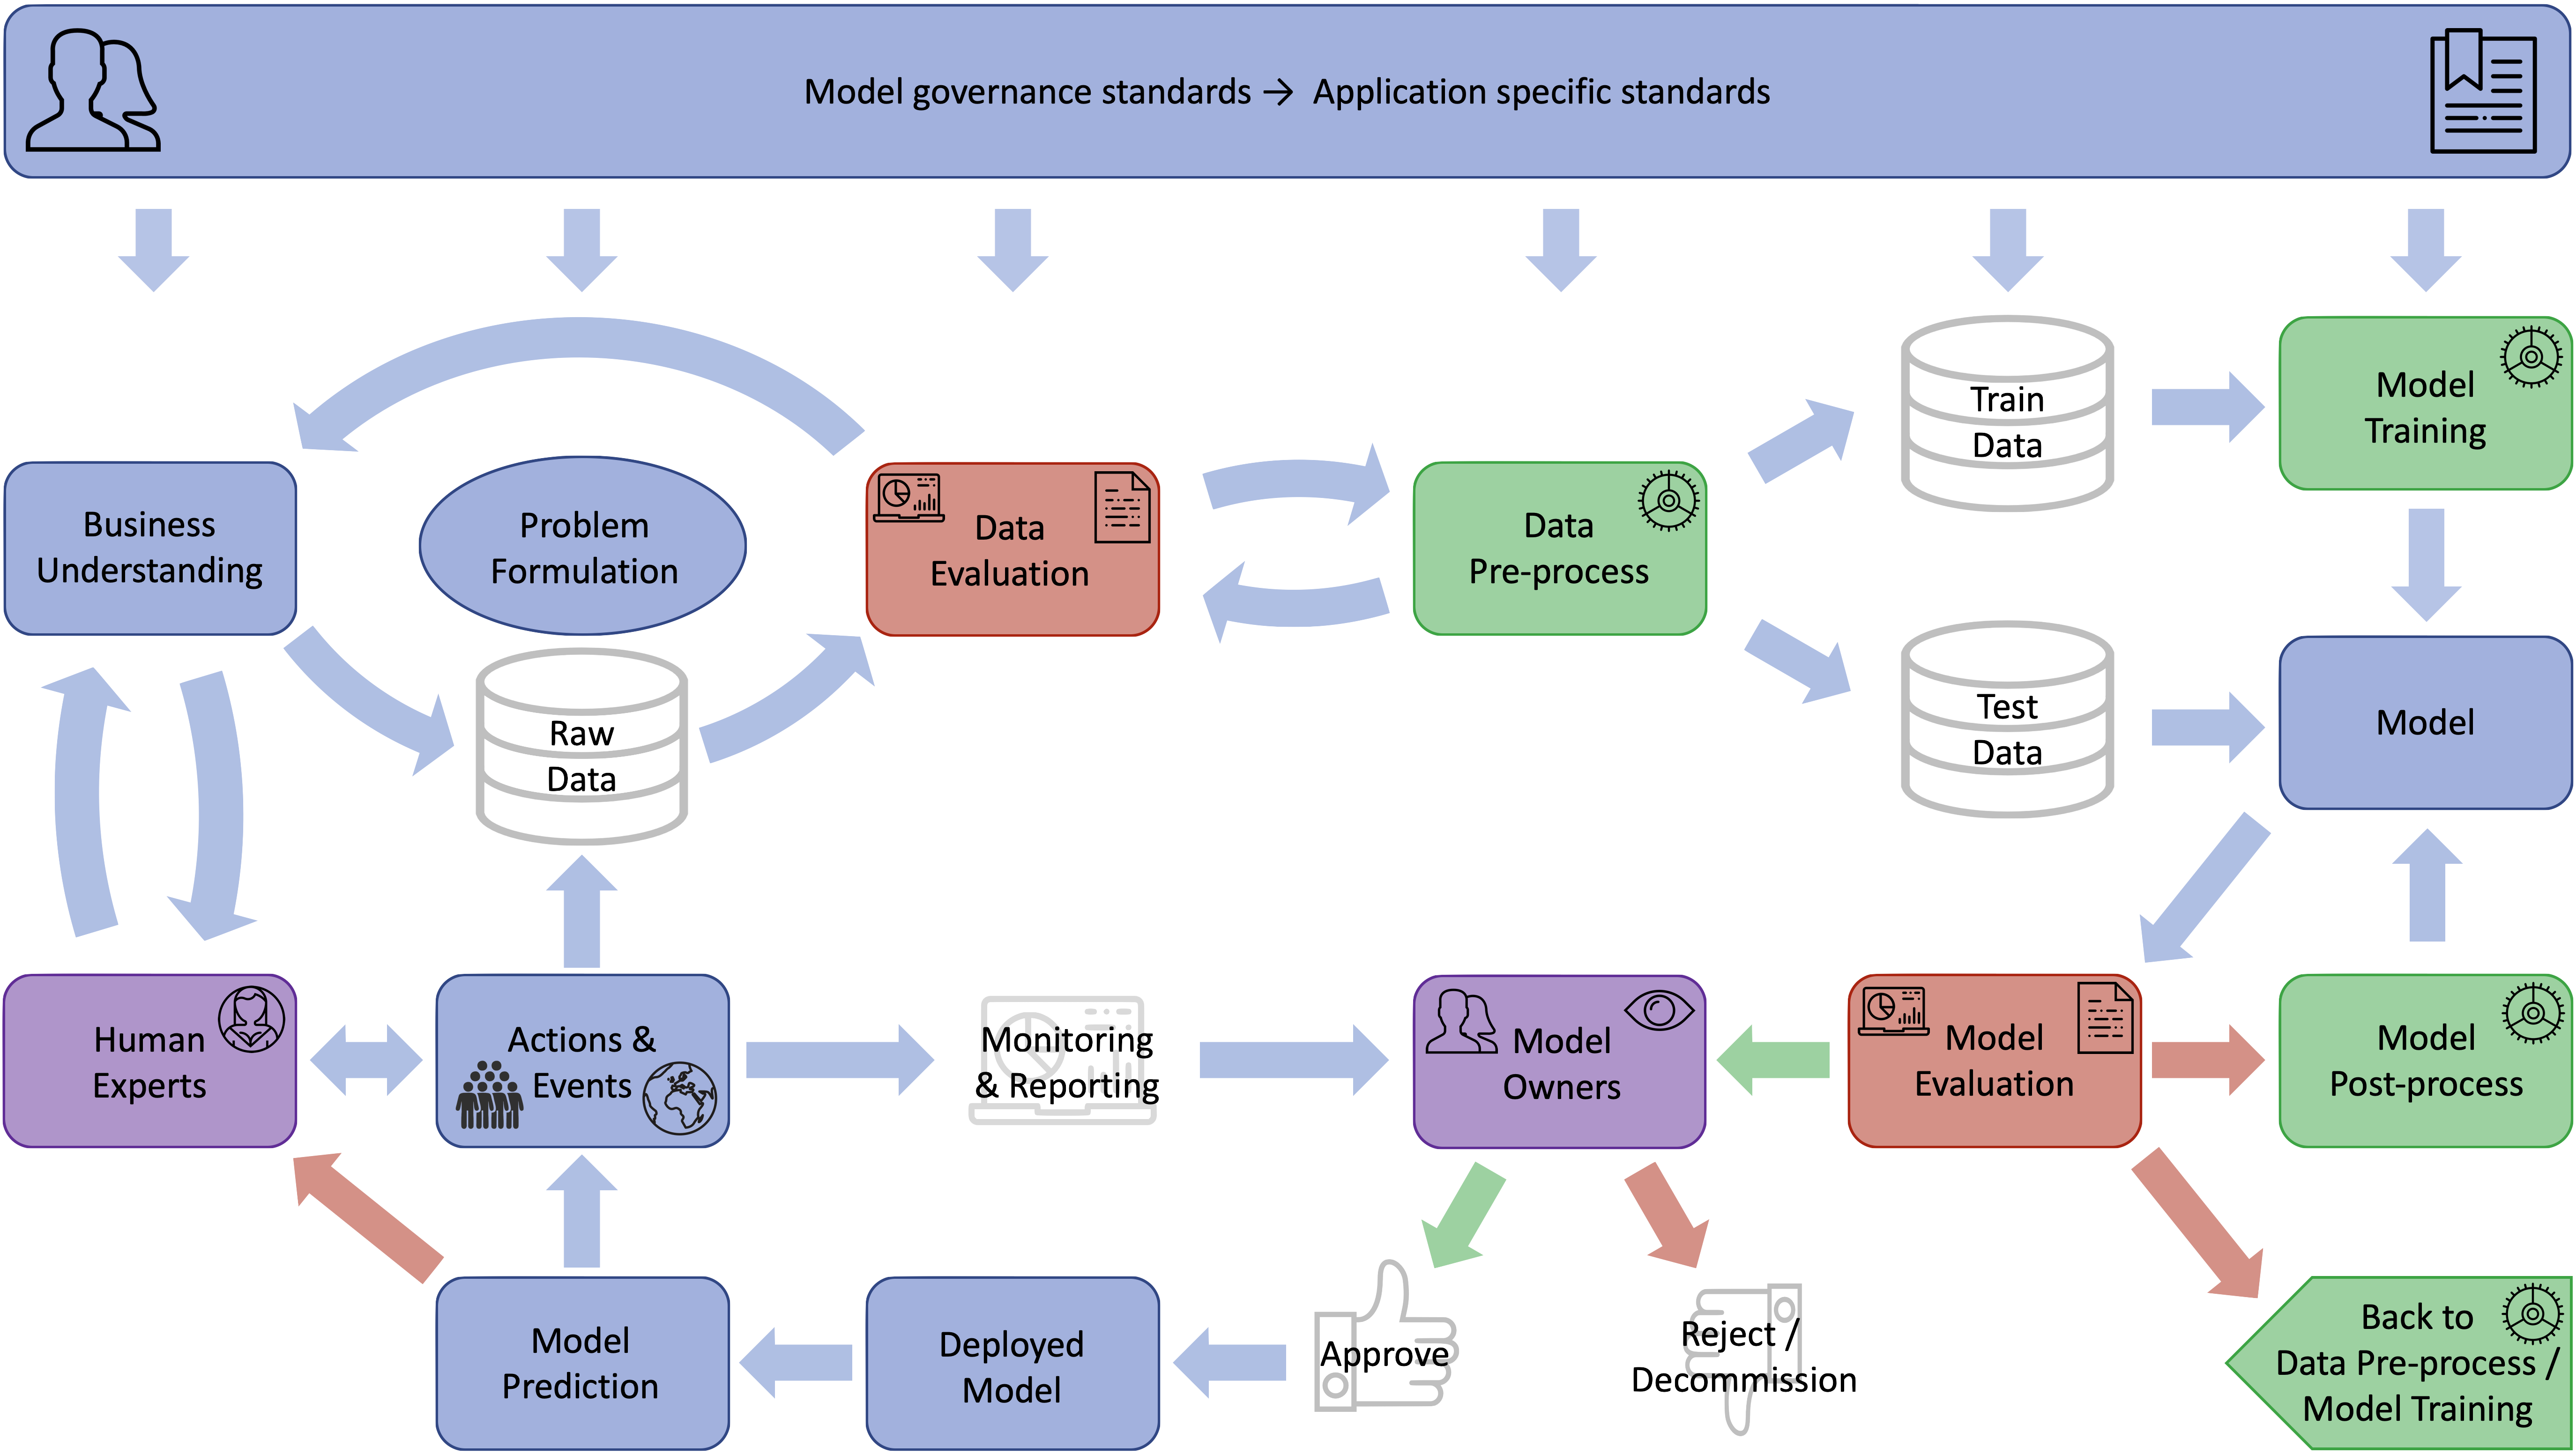 Model governance standards → Application specific standards
Business
Understanding
Problem
Formulation
Data
Evaluation
Data
Pre-process
Train
Data
Model
Training
Raw
Data
Test
Data
Model
Human
Experts
Actions &
Events
Monitoring
& Reporting
Model
Owners
Model
Evaluation
Model
Post-process
Model
Prediction
Deployed
Model
Approve
Reject /
Decommission
Back to
Data Pre-process /
Model Training